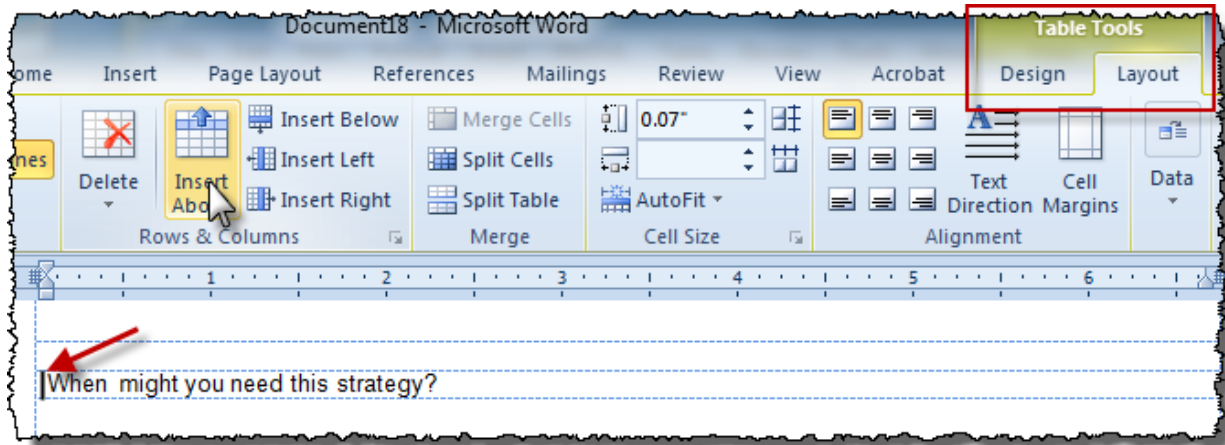 Document18 - Microsoft Word
Table Tools
ome Insert Page Layout References Mailings Review View Acrobat Design Layout
nes
Delete
Insert
Abo
Insert Below
Insert Left
Insert Right
Rows & Columns
Merge Cells
Split Cells
Split Table
Merge
0.07"
AutoFit
Cell Size
Text
Direction
Cell
Margins
Alignment
Data
1 2 3 4 5 6
When might you need this strategy?